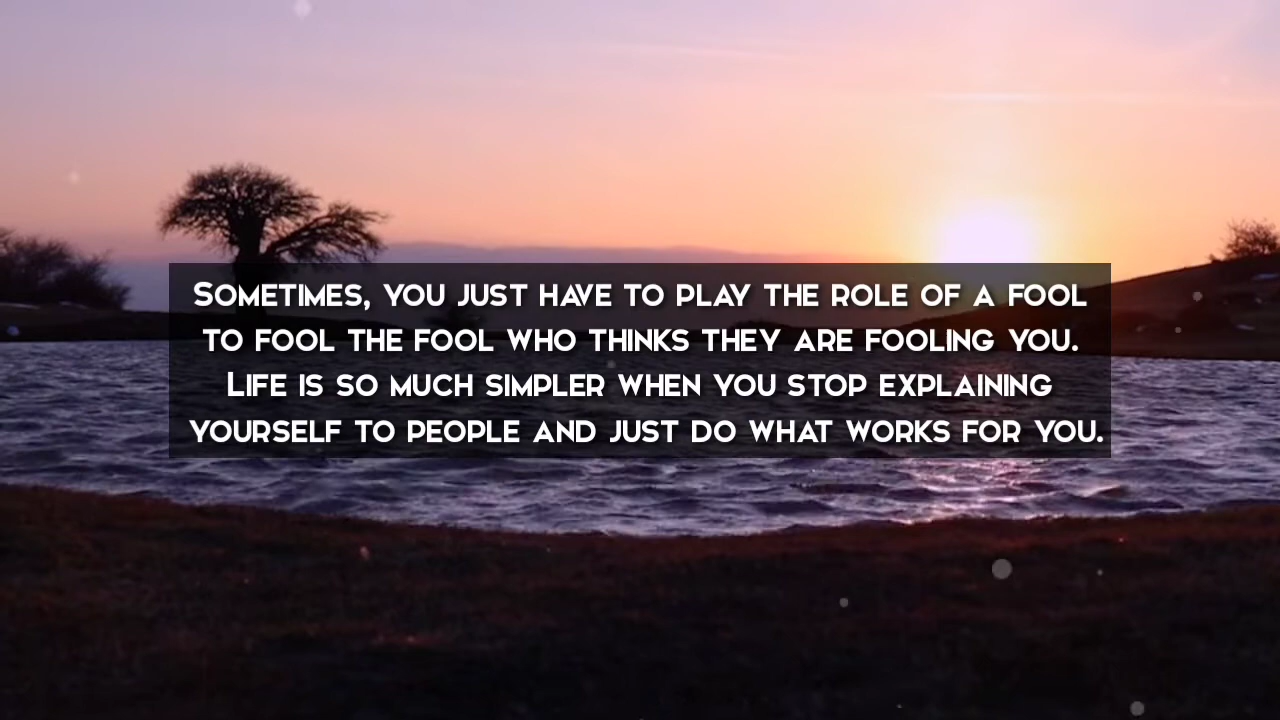 Sometimes, you just have to play the role of a fool
to fool the fool who thinks they are fooling you.
Life is so much simpler when you stop explaining
yourself to people and just do what works for you.